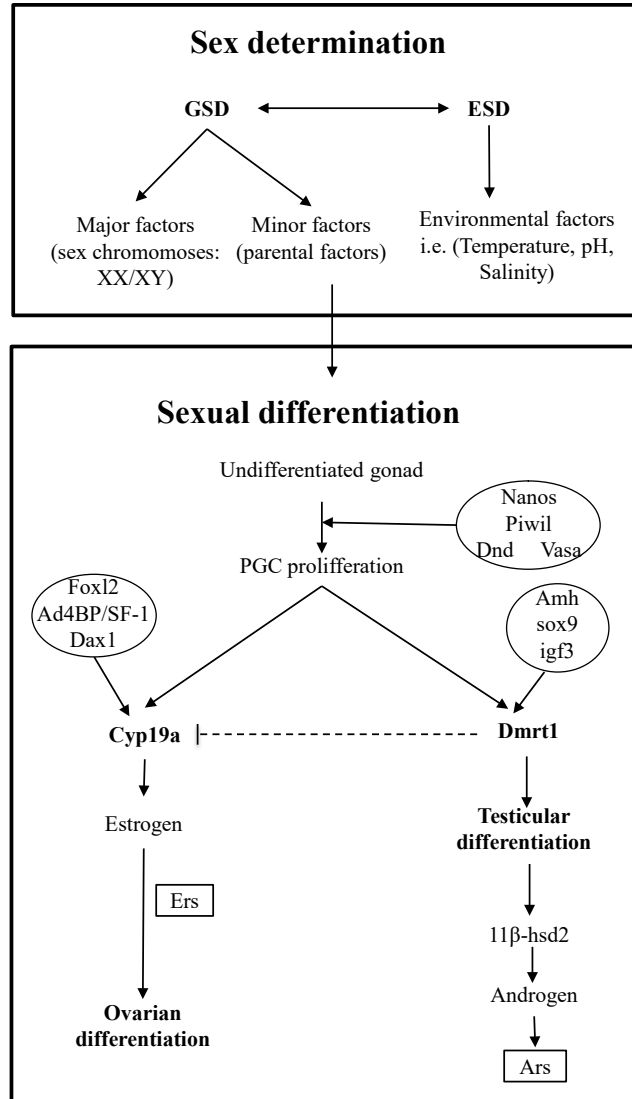 Sex determination
GSD
ESD
Major factors
(sex chromomoses:
XX/XY)
Minor factors
(parental factors)
Environmental factors
i.e. (Temperature, pH,
Salinity)
Sexual differentiation
Undifferentiated gonad
Nanos
Piwil
Dnd Vasa
PGC proliffération
Foxl2
Ad4BP/SF-1
Dax1
Amh
sox9
igf3
Cyp19a
Dmrt1
Estrogen
Testicular
differentiation
Ers
11β-hsd2
Androgen
Ovarian
differentiation
Ars